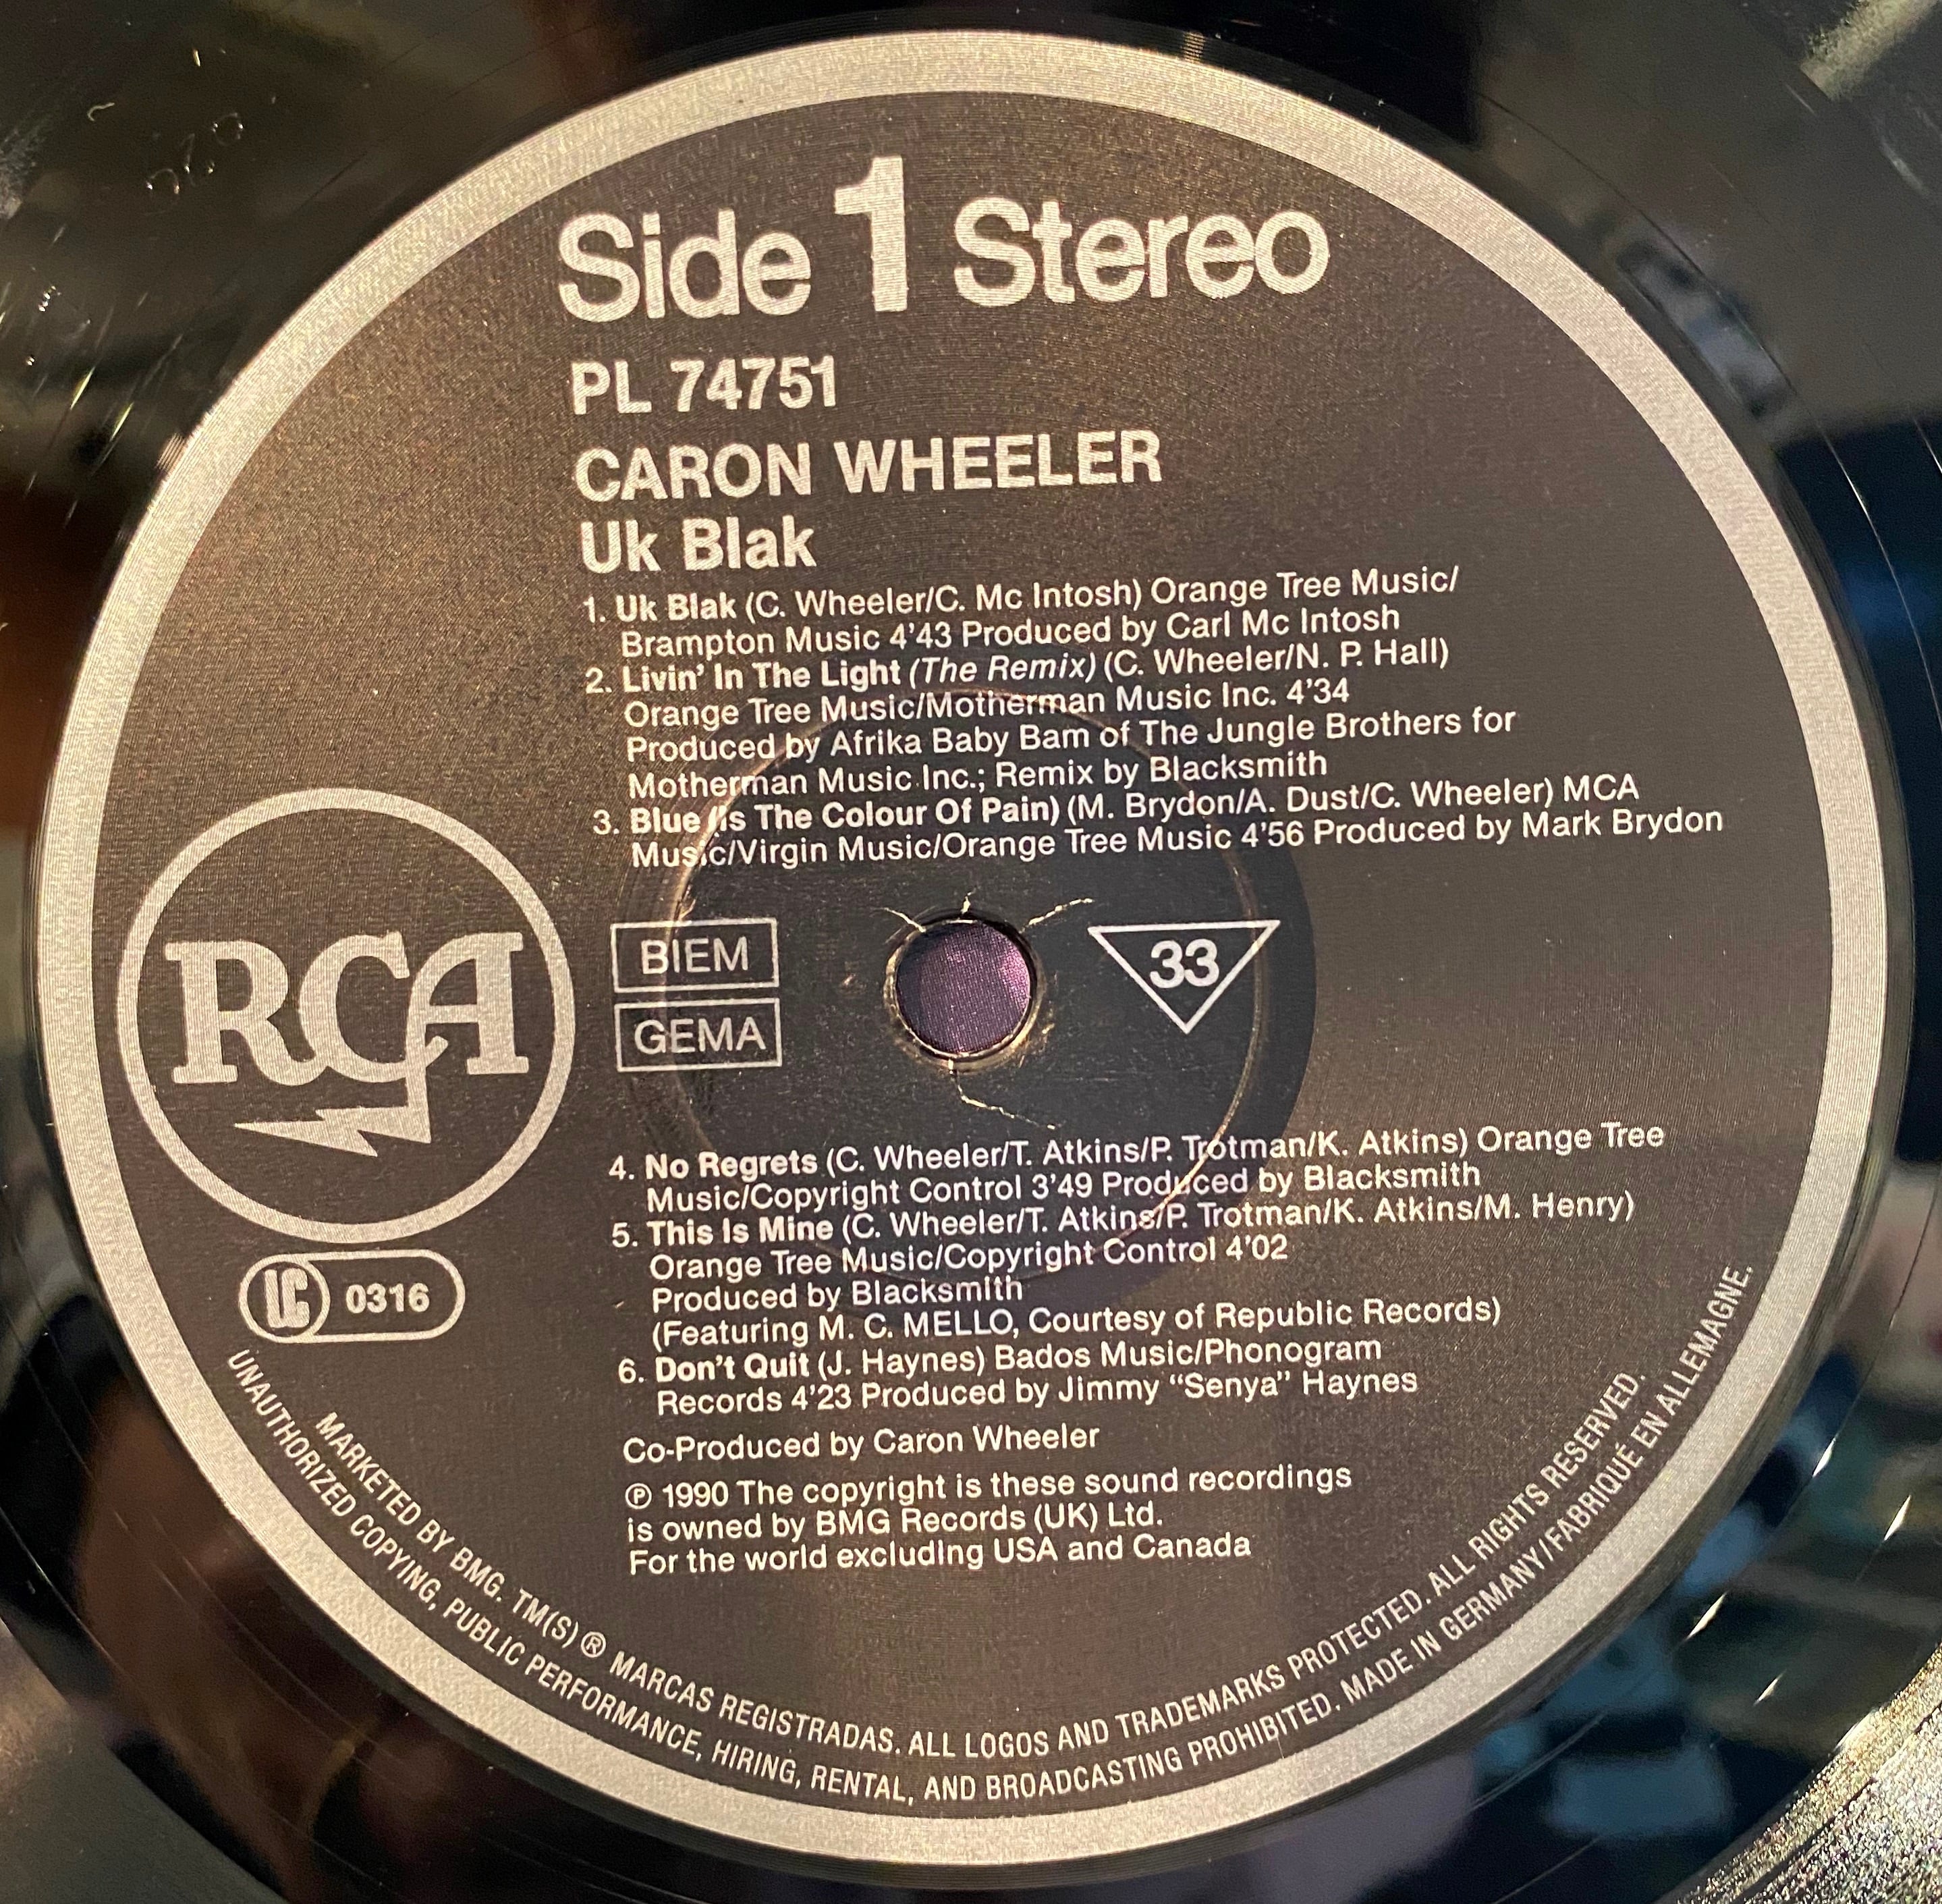 Side 1 Stereo
PL 74751
CARON WHEELER
Uk Blak
1. Uk Blak (C. Wheeler/C. Mc Intosh) Orange Tree Music/
Brampton Music 4'43 Produced by Carl Mc Intosh
2. Livin' In The Light (The Remix) (C. Wheeler/N. P. Hall)
Orange Tree Music/Motherman Music Inc. 4'34
Produced by Afrika Baby Bam of The Jungle Brothers for
Motherman Music Inc.; Remix by Blacksmith
3. Blue (is The Colour Of Pain) (M. Brydon/A. Dust/C. Wheeler) MCA
Music/Virgin Music/Orange Tree Music 4'56 Produced by Mark Brydon
RCA
BIEM
GEMA
33
4. No Regrets (C. Wheeler/T. Atkins/P. Trotman/K. Atkins) Orange Tree
Music/Copyright Control 3'49 Produced by Blacksmith
5. This Is Mine (C. Wheeler/T. Atkins/P. Trotman/K. Atkins/M. Henry)
Orange Tree Music/Copyright Control 4'02
Produced by Blacksmith
(Featuring M. C. MELLO, Courtesy of Republic Records)
6. Don't Quit (J. Haynes) Bados Music/Phonogram
Records 4'23 Produced by Jimmy "Senya" Haynes
LC 0316
Co-Produced by Caron Wheeler
℗ 1990 The copyright is these sound recordings
is owned by BMG Records (UK) Ltd.
For the world excluding USA and Canada
MARKETED BY BMG. TM(S) ® MARCAS REGISTRADAS. ALL LOGOS AND TRADEMARKS PROTECTED. ALL RIGHTS RESERVED.
UNAUTHORIZED COPYING, PUBLIC PERFORMANCE, HIRING, RENTAL, AND BROADCASTING PROHIBITED. MADE IN GERMANY/FABRIQUÉ EN ALLEMAGNE.